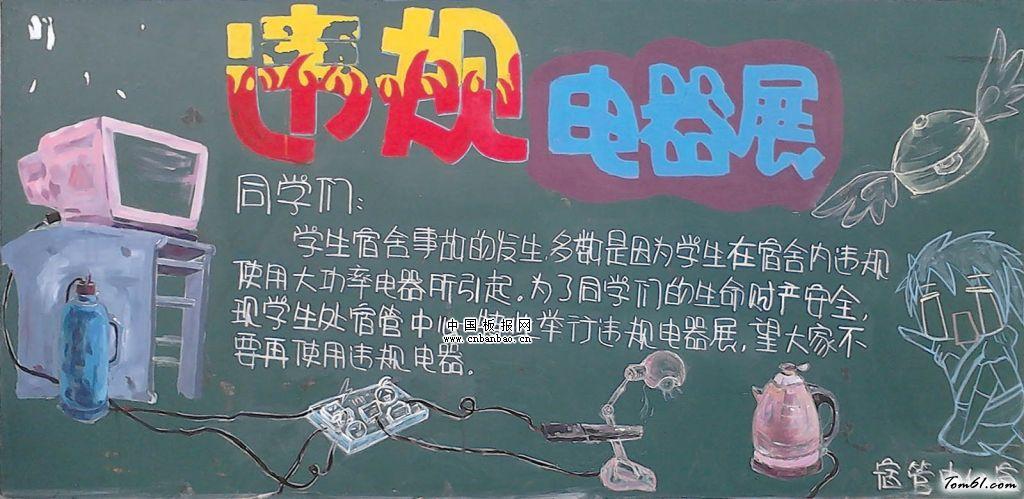 违规电器展
同学们:
学生宿舍事故的发生,多数是因为学生在宿舍内违规
使用大功率电器所引起。为了同学们的生命财产安全,
现学生处宿管中心 举行违规电器展,望大家不
要再使用违规电器.
中国板报网
www.cnbanbao.cn
宿管中心宣
Tom61.com